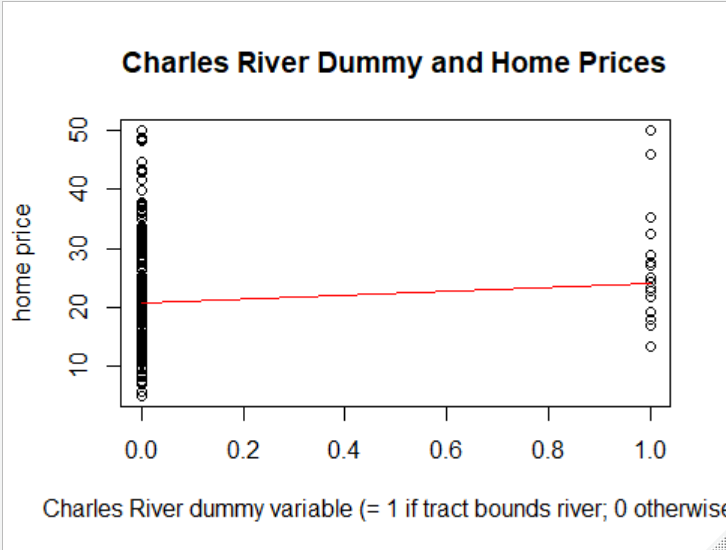 Charles River Dummy and Home Prices
home price
50
40
30
20
10
0.0 0.2 0.4 0.6 0.8 1.0
Charles River dummy variable (= 1 if tract bounds river; 0 otherwise